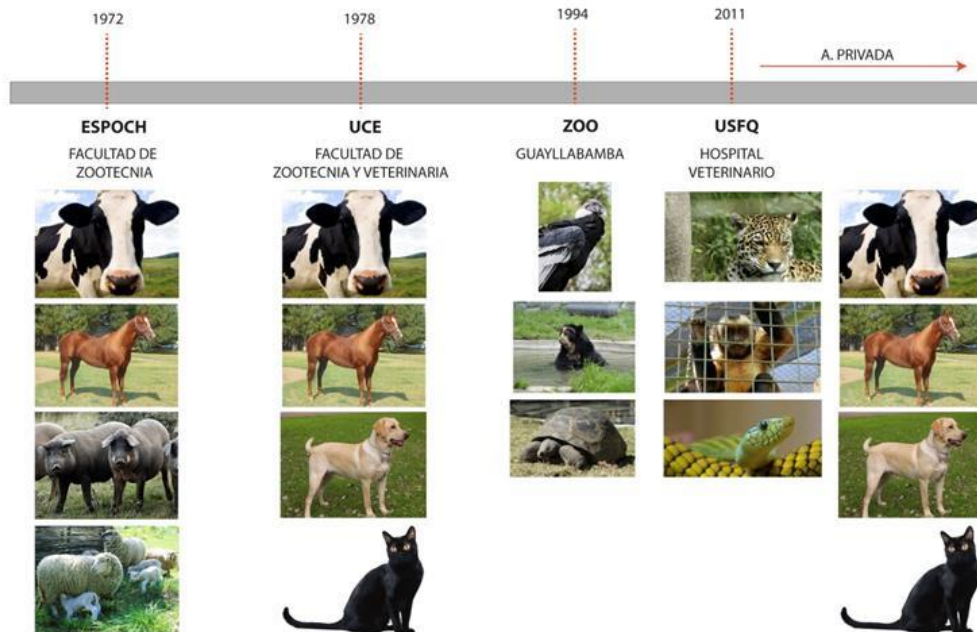 1972
1978
1994
2011
A. PRIVADA
ESPOCH
FACULTAD DE
ZOOTECNIA
UCE
FACULTAD DE
ZOOTECNIA Y VETERINARIA
ZOO
GUAYLLABAMBA
USFQ
HOSPITAL
VETERINARIO